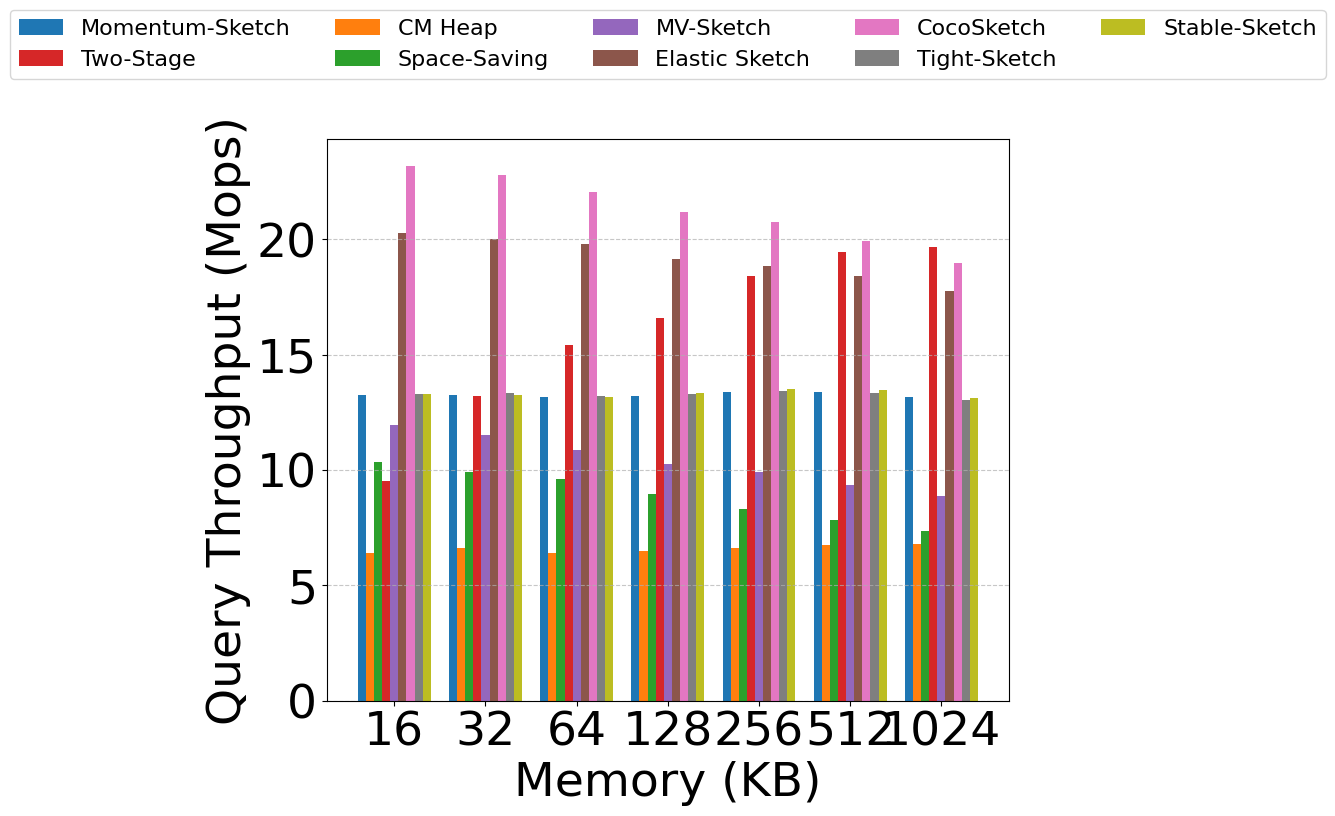 Momentum-Sketch CM Heap MV-Sketch CocoSketch Stable-Sketch
Two-Stage Space-Saving Elastic Sketch Tight-Sketch
Query Throughput (Mops)
20
15
10
5
0
16 32 64 128 256 512 1024
Memory (KB)